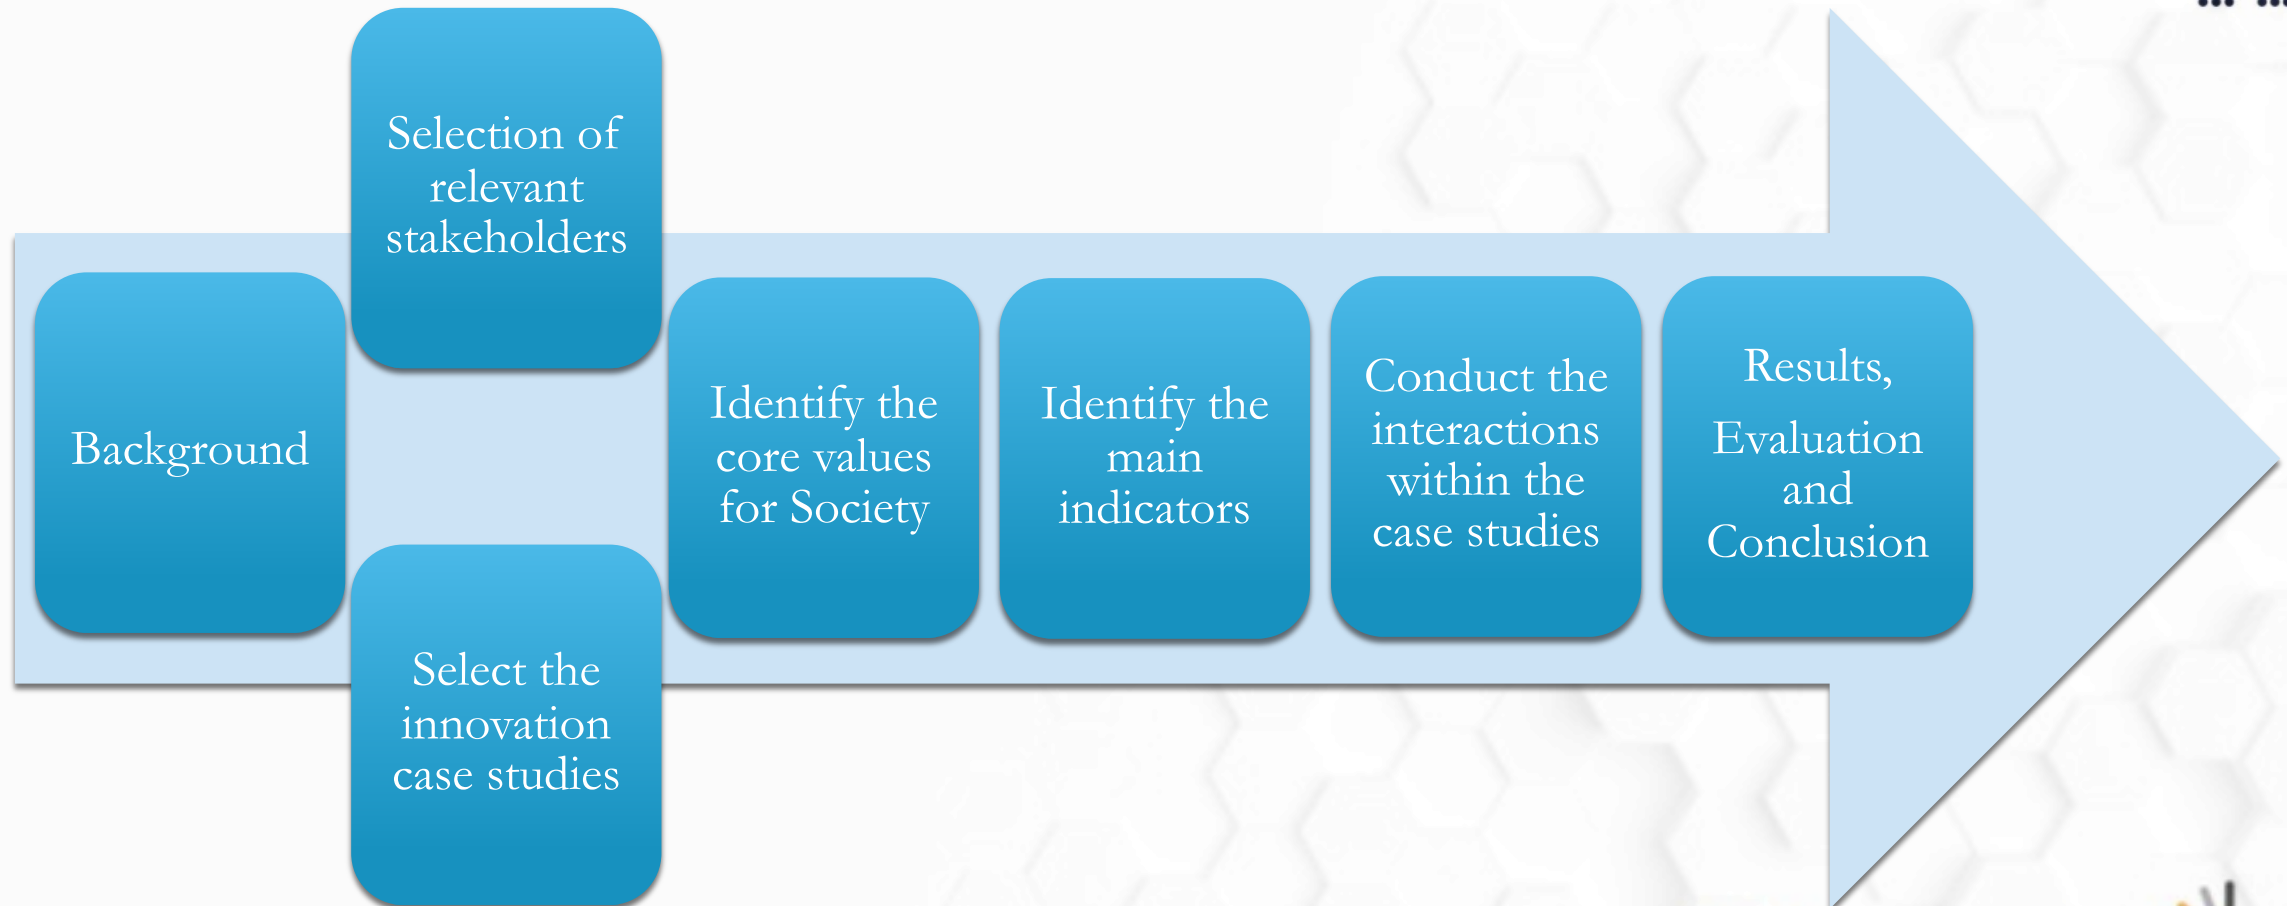 Background
Selection of
relevant
stakeholders
Select the
innovation
case studies
Identify the
core values
for Society
Identify the
main
indicators
Conduct the
interactions
within the
case studies
Results,
Evaluation
and
Conclusion